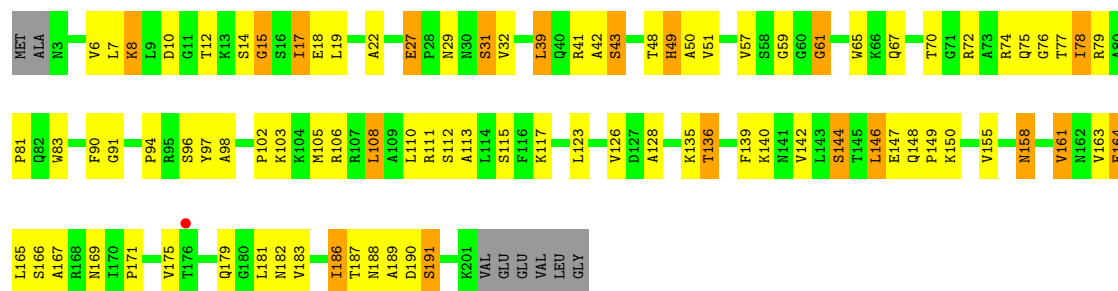 MET ALA N3 V6 L7 K8 L9 D10 G11 T12 K13 S14 G15 S16 I17 E18 L19 A22 E27 P28 N29 N30 S31 V32 L39 Q40 R41 A42 S43 T48 H49 A50 V51 V57 S58 G59 G60 G61 W65 K66 Q67 T70 G71 R72 A73 R74 Q75 G76 T77 I78 R79 A80
P81 Q82 W83 F90 G91 P94 R95 S96 Y97 A98 P102 K103 K104 M105 R106 R107 L108 A109 L110 R111 S112 A113 L114 S115 F116 K117 L123 V126 D127 A128 K135 T136 F139 K140 N141 V142 L143 S144 T145 L146 E147 Q148 P149 K150 V155 N158 V161 N162 V163 E164
L165 S166 A167 R168 N169 I170 P171 V175 T176 Q179 G180 L181 N182 V183 I186 T187 N188 A189 D190 S191 K201 VAL GLU GLU VAL LEU GLY